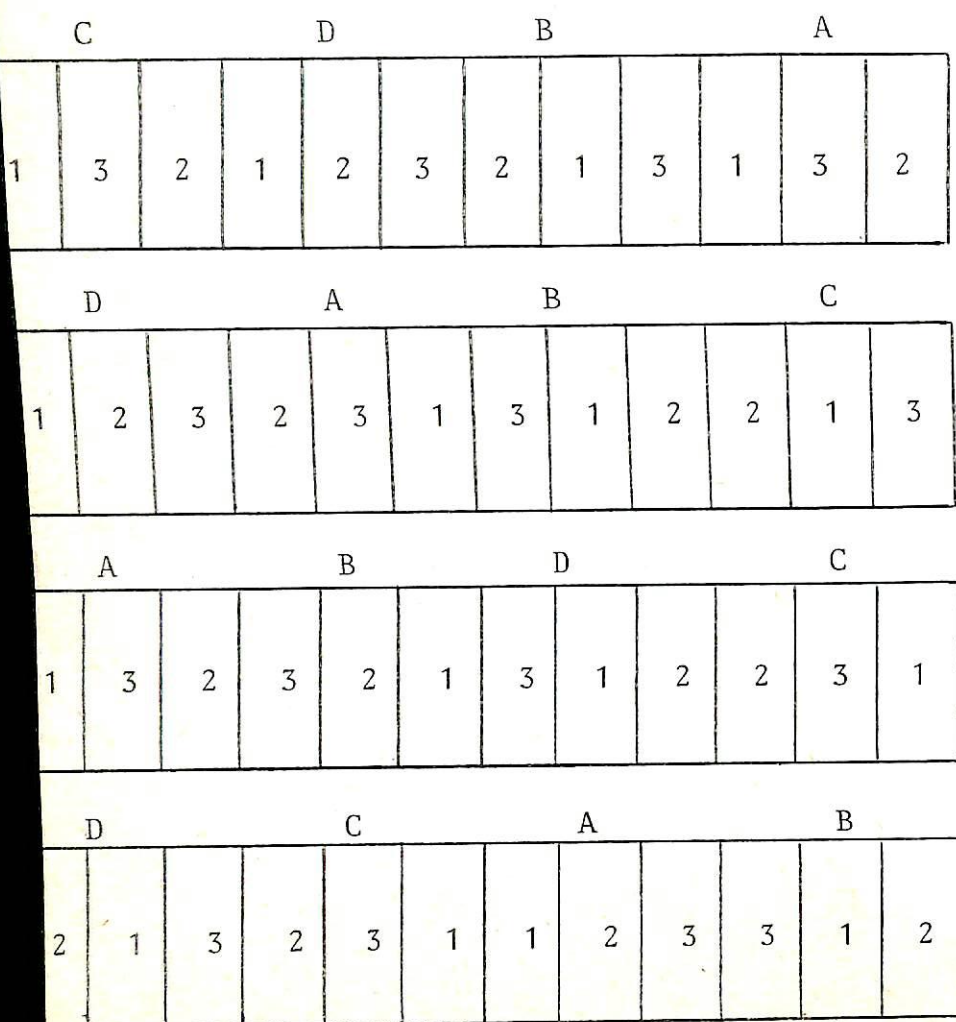 C D B A
1 3 2 1 2 3 2 1 3 1 3 2
D A B C
1 2 3 2 3 1 3 1 2 2 1 3
A B D C
1 3 2 3 2 1 3 1 2 2 3 1
D C A B
2 1 3 2 3 1 1 2 3 3 1 2